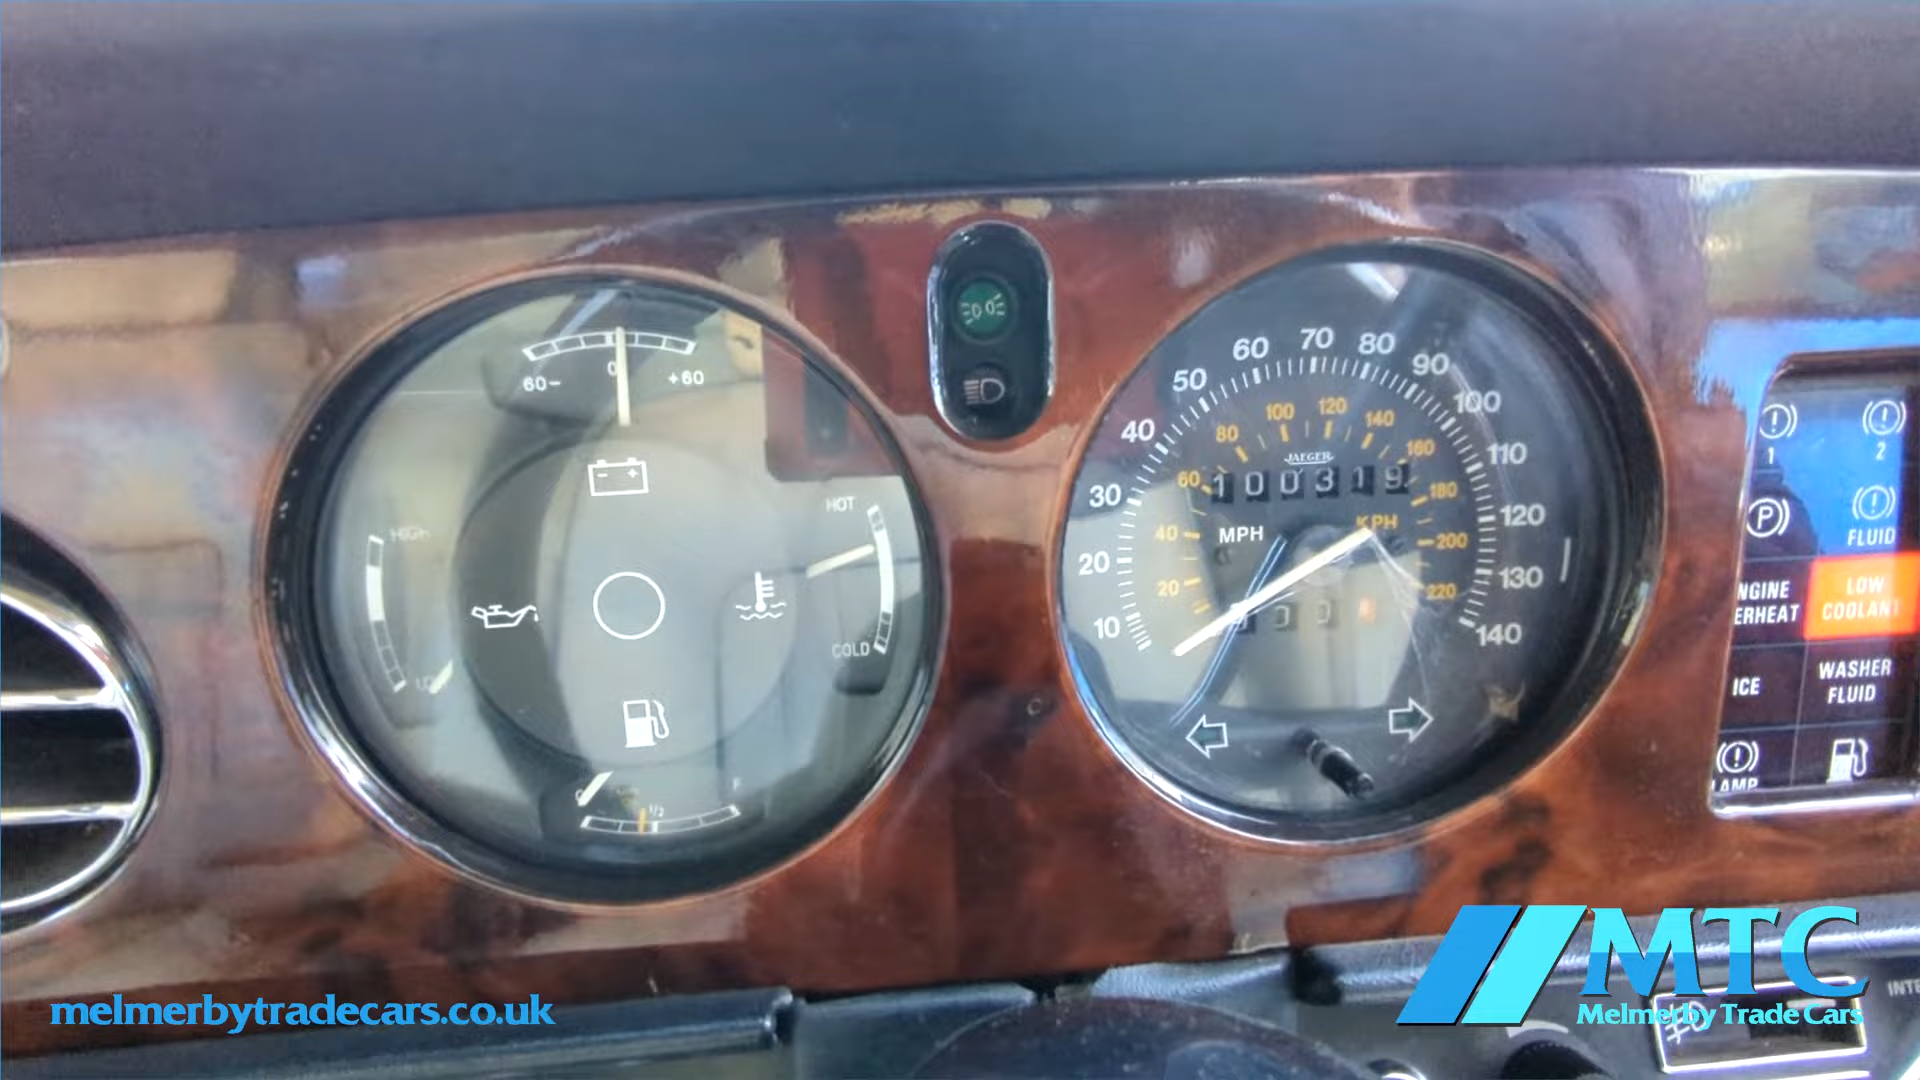 60- 0 +60
HIGH
HOT
COLD
1/2
F
10
20
30
40
50
60
70
80
90
100
110
120
130
140
20
40
60
80
100
120
140
160
180
200
220
JAEGER
100319
MPH
KPH
1
2
P
FLUID
NGINE
ERHEAT
LOW
COOLANT
ICE
WASHER
FLUID
LAMP
INTE
melmerbytradecars.co.uk
MTC
Melmerby Trade Cars